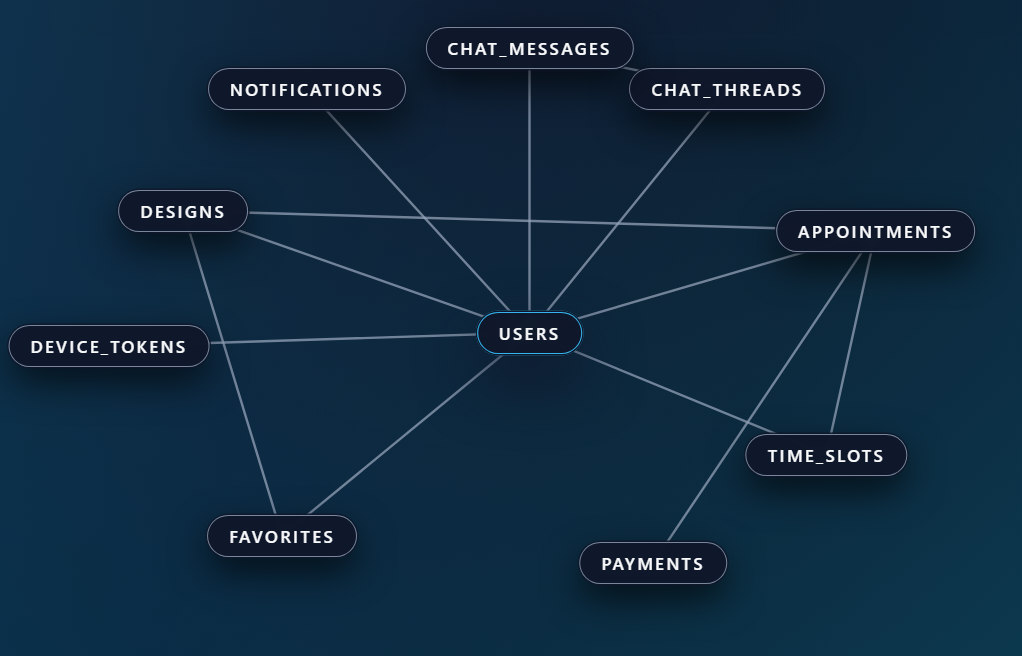 CHAT_MESSAGES
NOTIFICATIONS
CHAT_THREADS
DESIGNS
APPOINTMENTS
USERS
DEVICE_TOKENS
TIME_SLOTS
FAVORITES
PAYMENTS